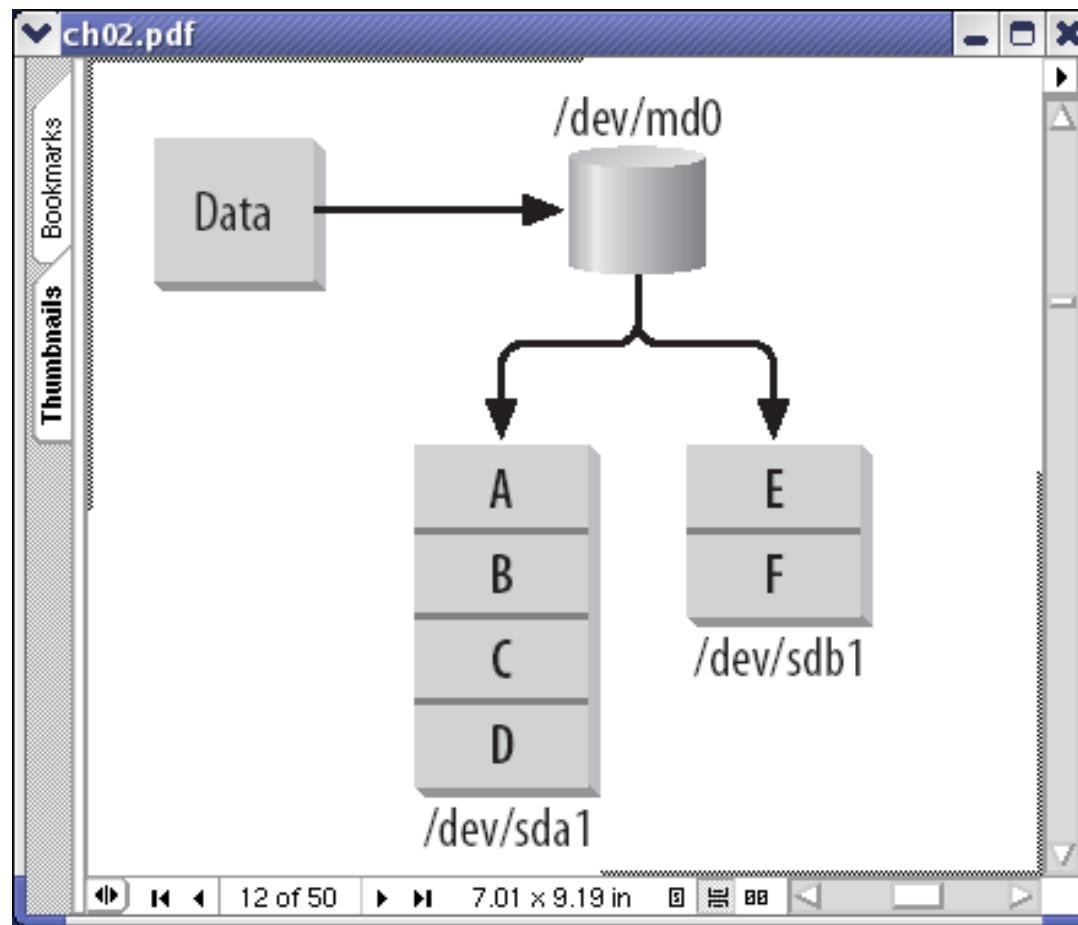 ch02.pdf
Bookmarks
Thumbnails
/dev/md0
Data
A
B
C
D
/dev/sda1
E
F
/dev/sdb1
12 of 50
7.01 x 9.19 in